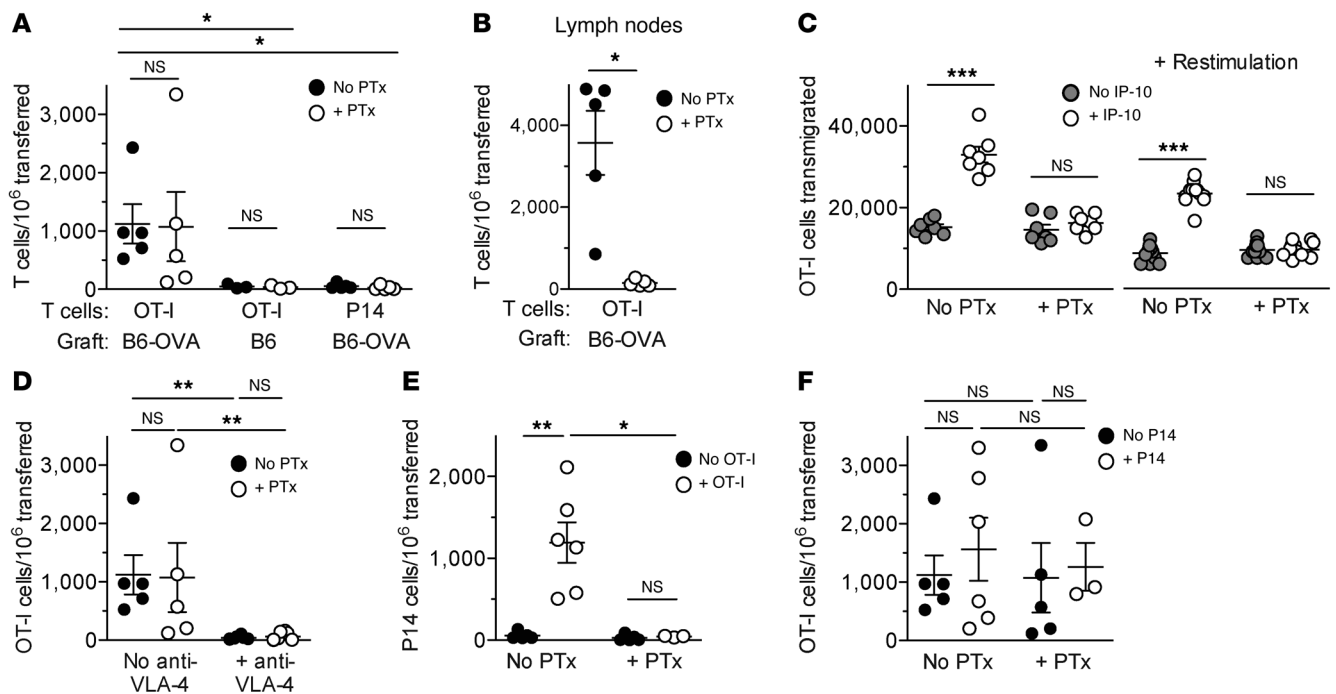 A
*
*
NS
No PTx
+ PTx
3,000
2,000
1,000
0
NS
NS
T cells/10⁶ transferred
T cells: OT-I OT-I P14
Graft: B6-OVA B6 B6-OVA
B
Lymph nodes
*
No PTx
+ PTx
4,000
2,000
0
T cells/10⁶ transferred
T cells: OT-I
Graft: B6-OVA
C
+ Restimulation
***
No IP-10
+ IP-10
40,000
20,000
0
NS
***
NS
OT-I cells transmigrated
No PTx + PTx No PTx + PTx
D
** NS
NS **
No PTx
+ PTx
3,000
2,000
1,000
0
OT-I cells/10⁶ transferred
No anti- + anti-
VLA-4 VLA-4
E
** *
No OT-I
+ OT-I
2,000
1,000
0
NS
P14 cells/10⁶ transferred
No PTx + PTx
F
NS NS
NS NS
No P14
+ P14
3,000
2,000
1,000
0
OT-I cells/10⁶ transferred
No PTx + PTx